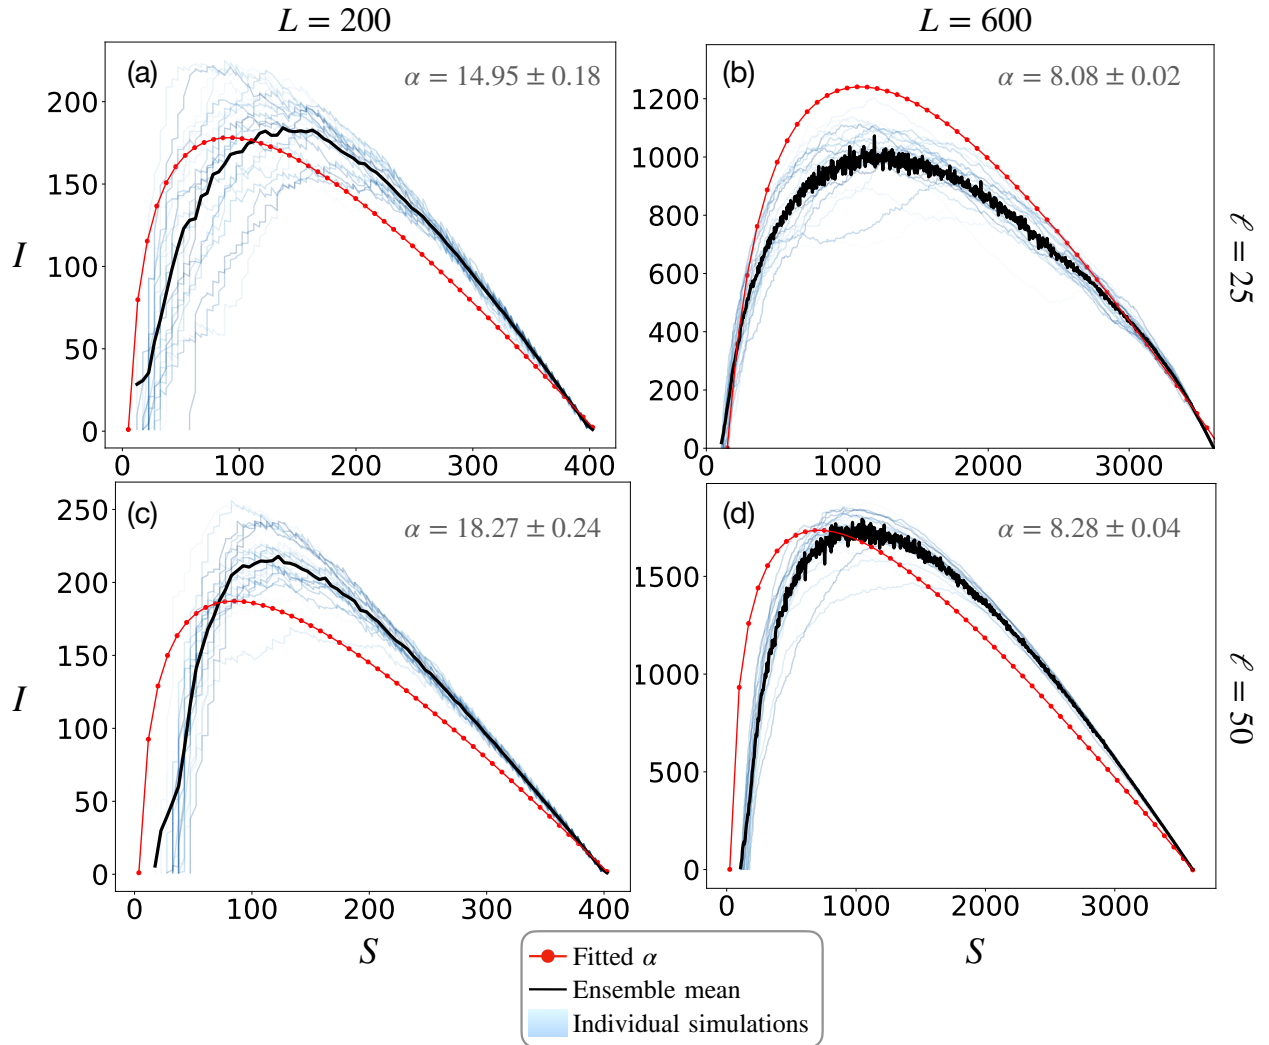 L = 200
L = 600
(a)
α = 14.95 ± 0.18
(b)
α = 8.08 ± 0.02
200
150
100
50
0
I
0 100 200 300 400
1200
1000
800
600
400
200
0
0 1000 2000 3000
ℓ = 25
(c)
α = 18.27 ± 0.24
(d)
α = 8.28 ± 0.04
250
200
150
100
50
0
I
0 100 200 300 400
S
1500
1000
500
0
0 1000 2000 3000
S
ℓ = 50
Fitted α
Ensemble mean
Individual simulations